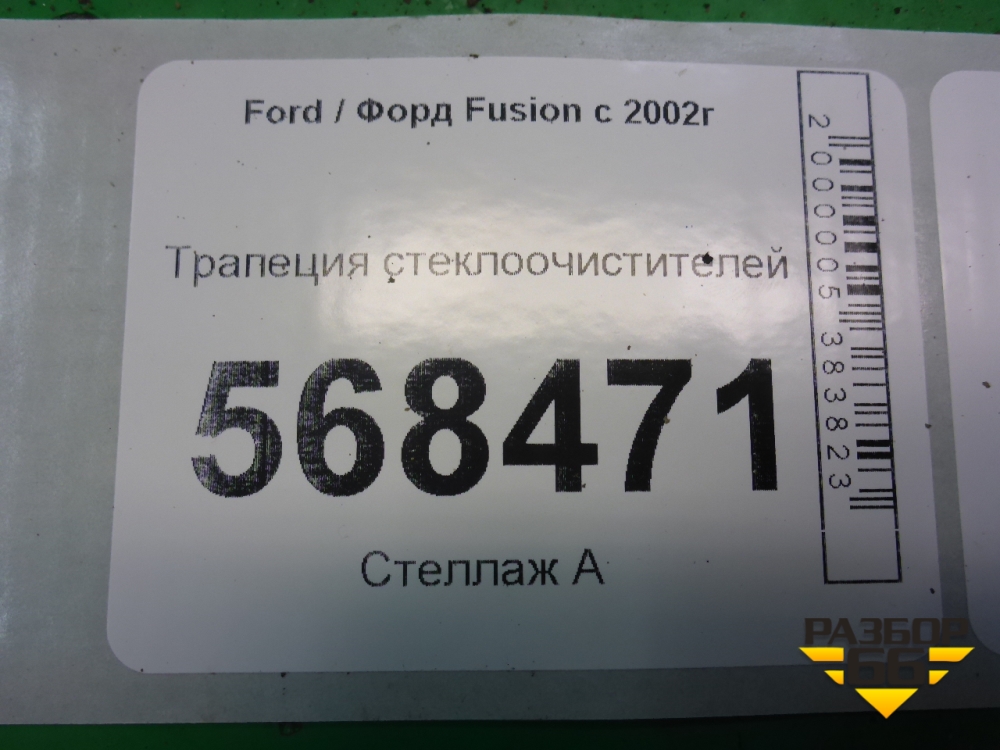 Ford / Форд Fusion с 2002г
Трапеция стеклоочистителей
568471
Стеллаж А
2000005383823
РАЗБОР
66